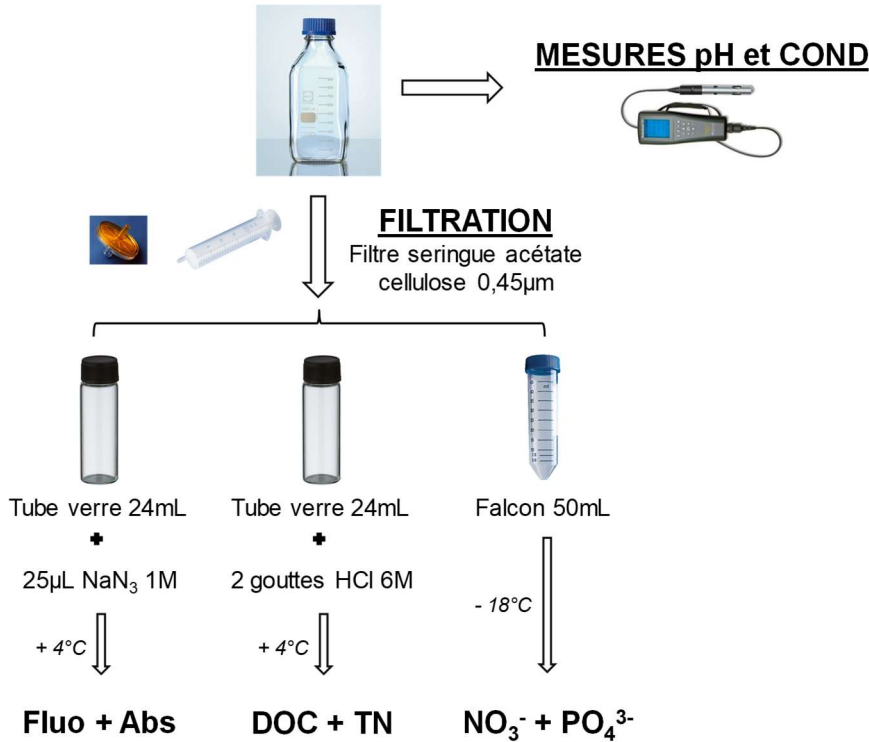 MESURES pH et COND
FILTRATION
Filtre seringue acétate
cellulose 0,45µm
Tube verre 24mL
Tube verre 24mL
Falcon 50mL
+
+
25µL NaN₃ 1M
2 gouttes HCl 6M
- 18°C
+ 4°C
+ 4°C
Fluo + Abs
DOC + TN
NO₃⁻ + PO₄³⁻